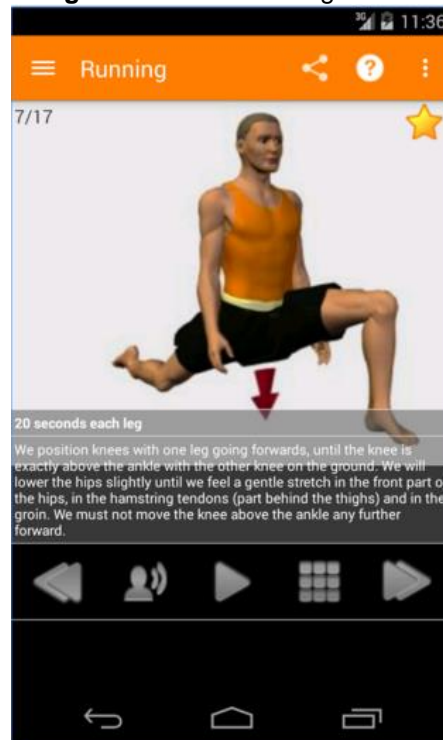 3G 11:36
Running
7/17
20 seconds each leg
We position knees with one leg going forwards, until the knee is
exactly above the ankle with the other knee on the ground. We will
lower the hips slightly until we feel a gentle stretch in the front part o
the hips, in the hamstring tendons (part behind the thighs) and in the
groin. We must not move the knee above the ankle any further
forward.